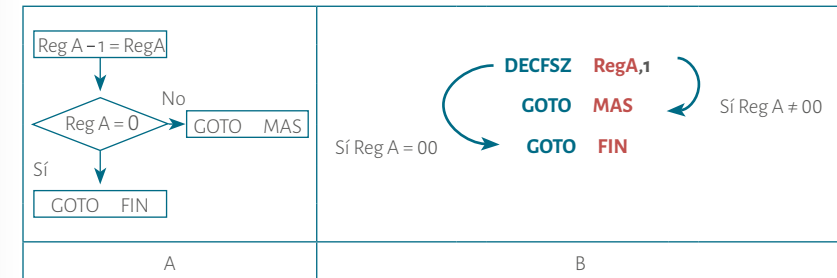 Reg A – 1 = RegA
Reg A = 0
No
GOTO MAS
Sí
GOTO FIN
A
DECFSZ RegA,1
GOTO MAS
Sí Reg A ≠ 00
Sí Reg A = 00
GOTO FIN
B